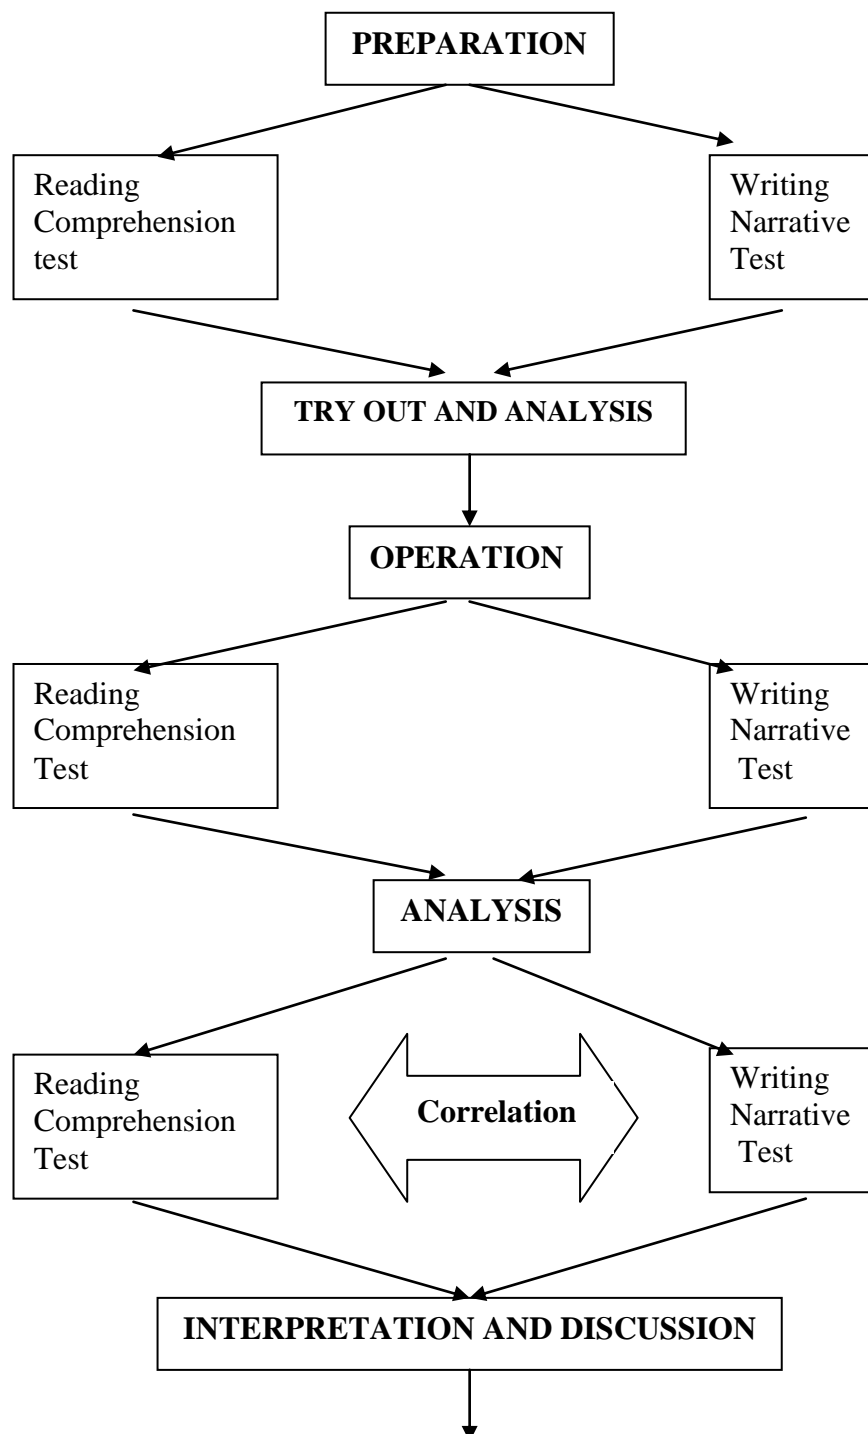 PREPARATION
Reading
Comprehension
test
Writing
Narrative
Test
TRY OUT AND ANALYSIS
OPERATION
Reading
Comprehension
Test
Writing
Narrative
Test
ANALYSIS
Reading
Comprehension
Test
Correlation
Writing
Narrative
Test
INTERPRETATION AND DISCUSSION